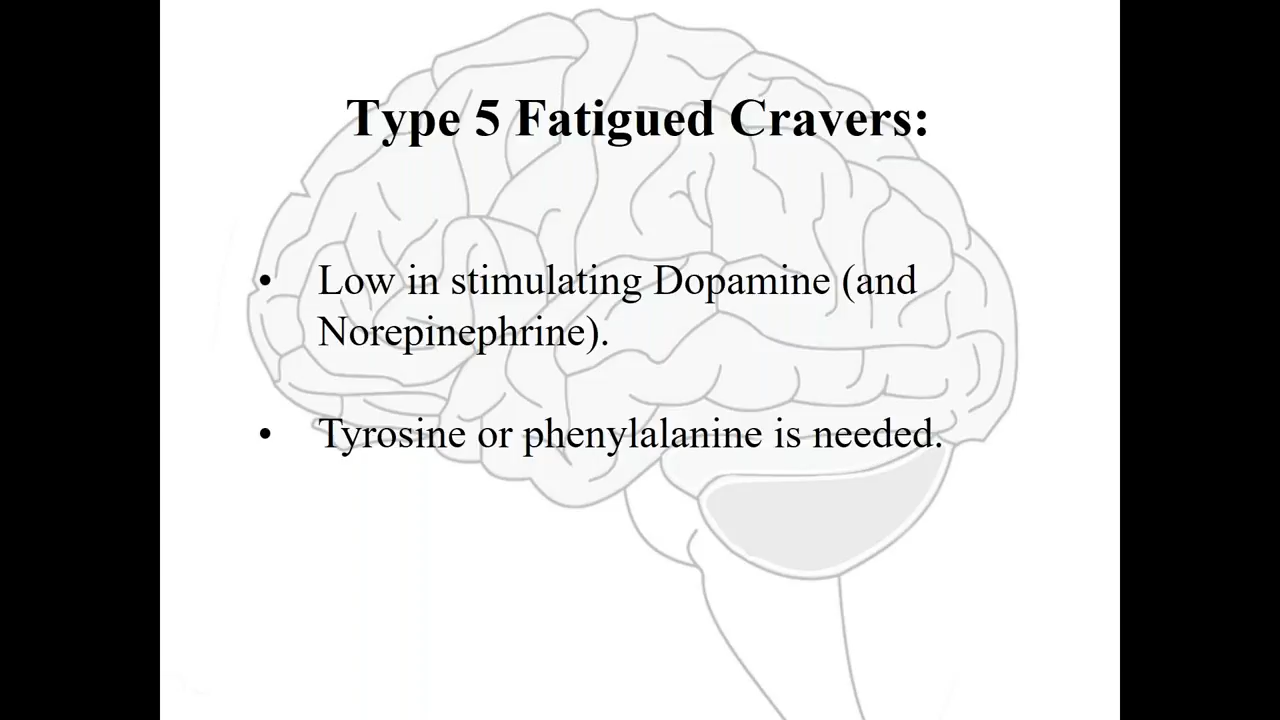 Type 5 Fatigued Cravers:
• Low in stimulating Dopamine (and
Norepinephrine).
• Tyrosine or phenylalanine is needed.